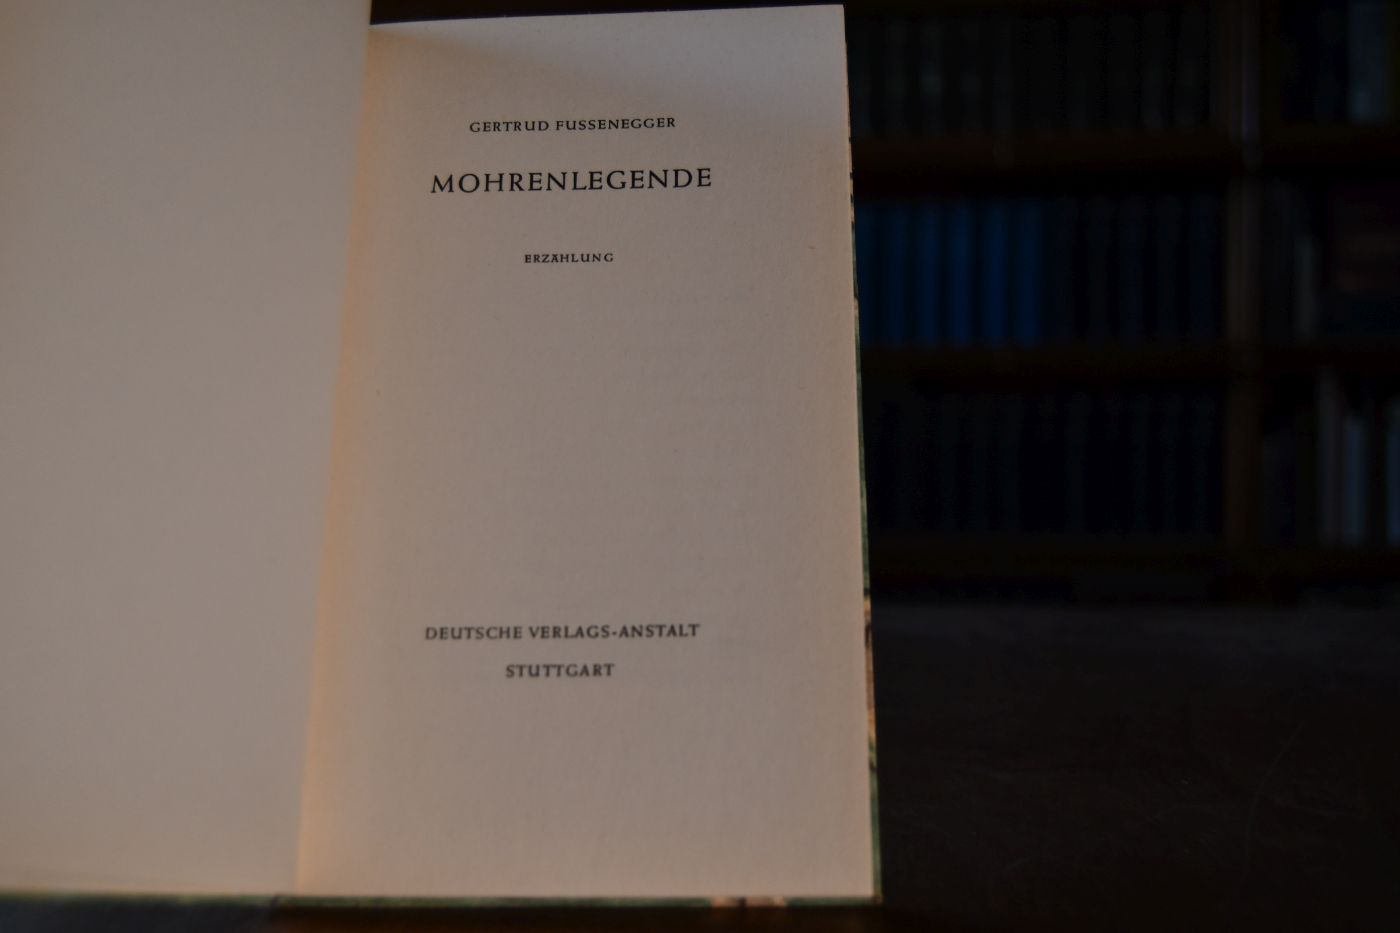 GERTRUD FUSSENEGGER
MOHRENLEGENDE
ERZÄHLUNG
DEUTSCHE VERLAGS-ANSTALT
STUTTGART